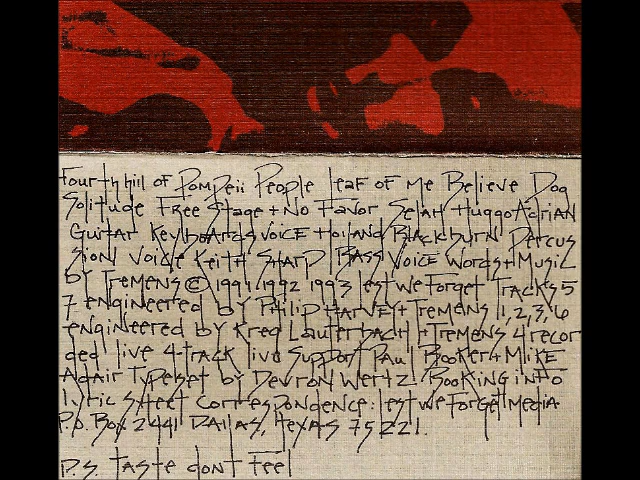 Fourth hill of Pompeii People Leaf of me Believe Dog
Solitude Free Stage + No Favor Selah Huggo Adrian
Guitar Keyboards voice Holland Blackburn Percus
sion Voice Keith Sharp Bass Voice Words + Music
by Tremens © 1991, 1992 1993 lest we Forget Tracks 5
7 engineered by Philip Harvey + Tremens 1, 2, 3, 6
engineered by Kreg Lauterbach + Tremens 4 recor
ded live 4-track live Support Paul Booker + Mike
Adair Typeset by Devron Wertz Booking info
lyric sheet correspondence: lest we Forget Media
P.O. Box 2441 Dallas, Texas 75221.
P.S. taste dont Feel